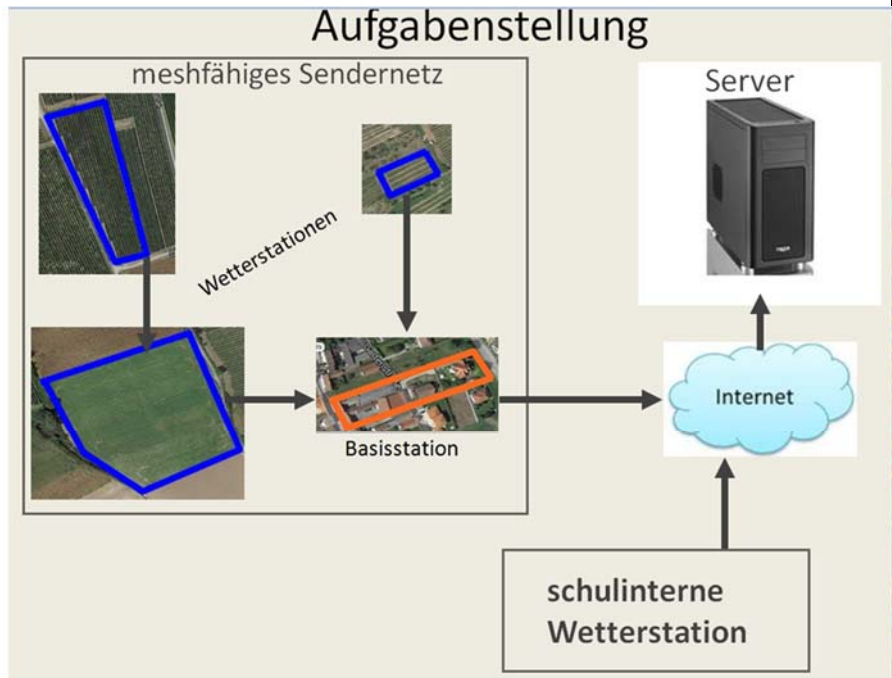 Aufgabenstellung
meshfähiges Sendernetz
Wetterstationen
Basisstation
Server
Internet
schulinterne
Wetterstation